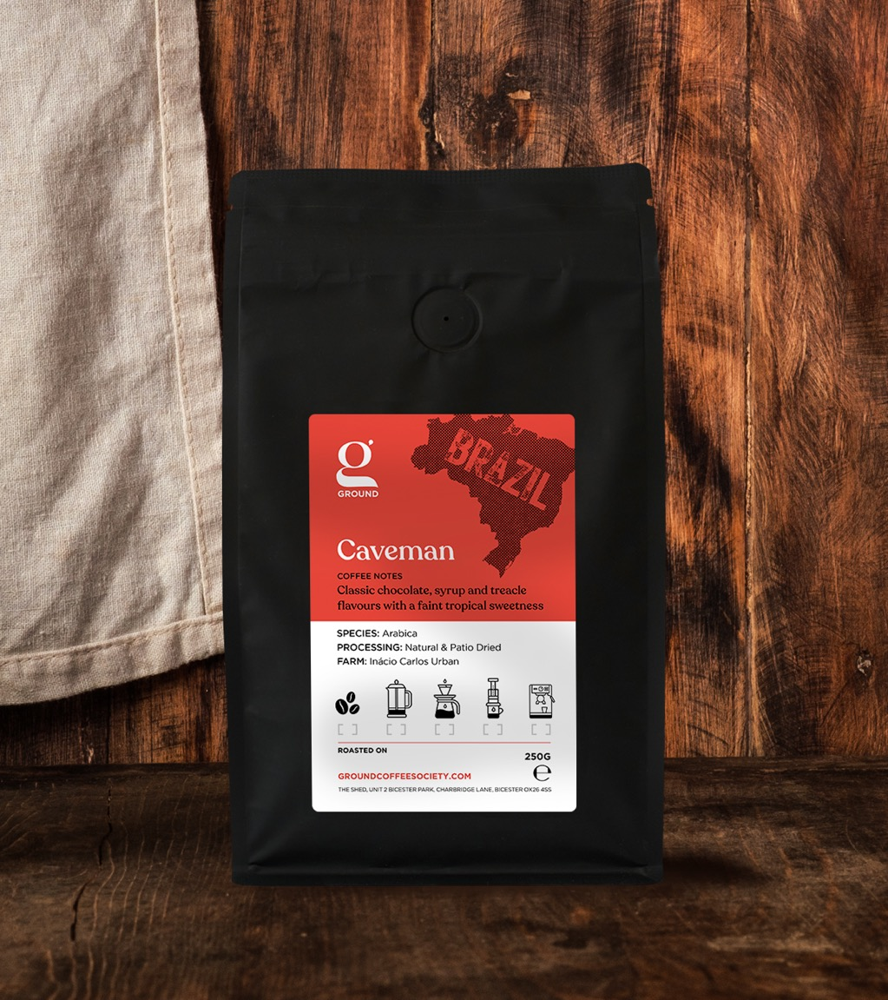 g
GROUND
BRAZIL
Caveman
COFFEE NOTES
Classic chocolate, syrup and treacle
flavours with a faint tropical sweetness
SPECIES: Arabica
PROCESSING: Natural & Patio Dried
FARM: Inácio Carlos Urban
[ ] [ ] [ ] [ ] [ ]
ROASTED ON
250G
℮
GROUNDCOFFEESOCIETY.COM
THE SHED, UNIT 2 BICESTER PARK, CHARBRIDGE LANE, BICESTER OX26 4SS